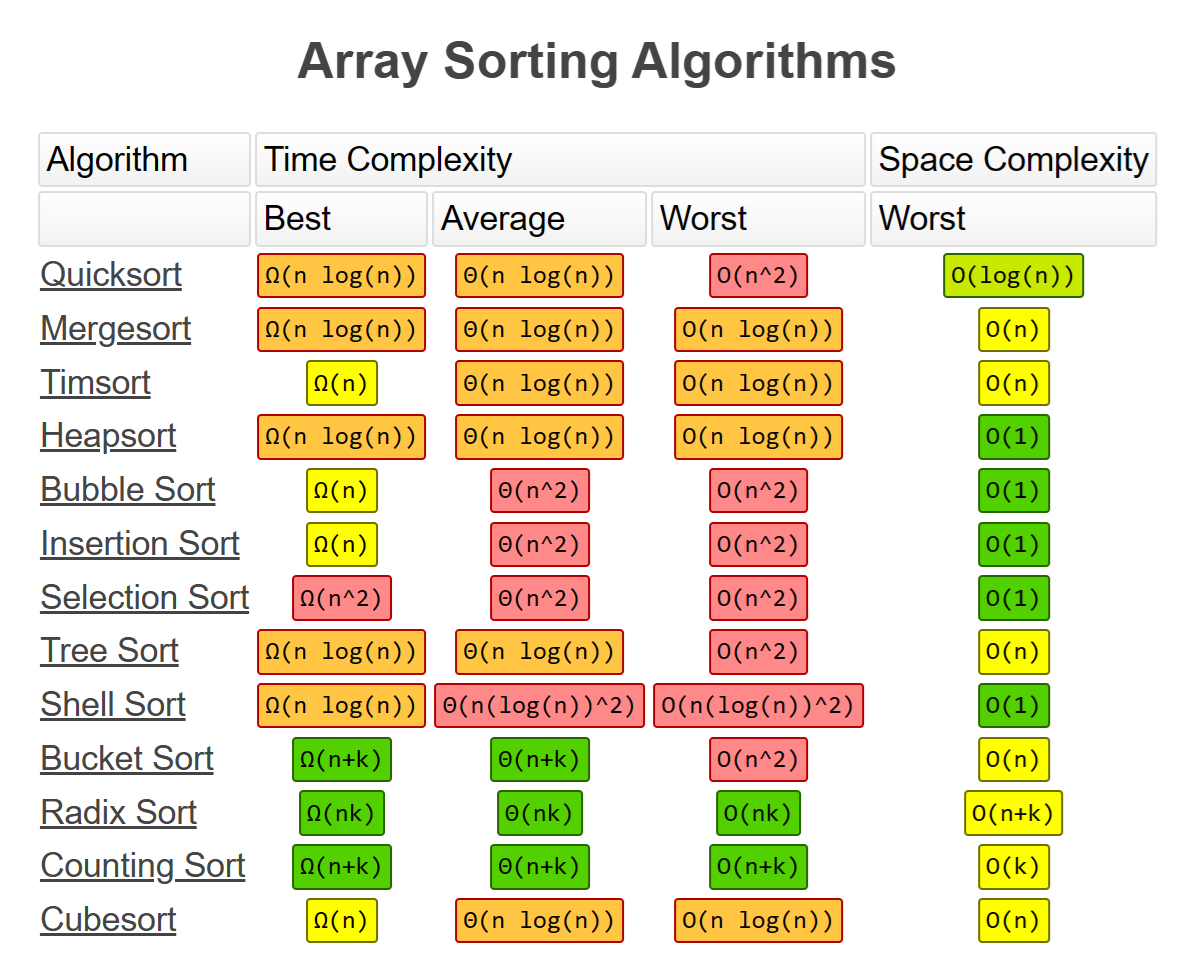 Array Sorting Algorithms
Algorithm Time Complexity Space Complexity
Best Average Worst Worst
Quicksort Ω(n log(n)) Θ(n log(n)) O(n^2) O(log(n))
Mergesort Ω(n log(n)) Θ(n log(n)) O(n log(n)) O(n)
Timsort Ω(n) Θ(n log(n)) O(n log(n)) O(n)
Heapsort Ω(n log(n)) Θ(n log(n)) O(n log(n)) O(1)
Bubble Sort Ω(n) Θ(n^2) O(n^2) O(1)
Insertion Sort Ω(n) Θ(n^2) O(n^2) O(1)
Selection Sort Ω(n^2) Θ(n^2) O(n^2) O(1)
Tree Sort Ω(n log(n)) Θ(n log(n)) O(n^2) O(n)
Shell Sort Ω(n log(n)) Θ(n(log(n))^2) O(n(log(n))^2) O(1)
Bucket Sort Ω(n+k) Θ(n+k) O(n^2) O(n)
Radix Sort Ω(nk) Θ(nk) O(nk) O(n+k)
Counting Sort Ω(n+k) Θ(n+k) O(n+k) O(k)
Cubesort Ω(n) Θ(n log(n)) O(n log(n)) O(n)